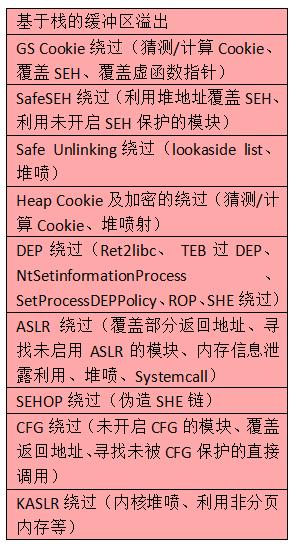 基于栈的缓冲区溢出
GS Cookie 绕过（猜测/计算 Cookie、
覆盖 SEH、覆盖虚函数指针）
SafeSEH 绕过（利用堆地址覆盖 SEH、
利用未开启 SEH 保护的模块）
Safe Unlinking 绕过（lookaside list、
堆喷）
Heap Cookie 及加密的绕过（猜测/计
算 Cookie、堆喷射）
DEP 绕过（Ret2libc、 TEB 过 DEP、
NtSetinformationProcess 、
SetProcessDEPPolicy、ROP、SHE 绕过）
ASLR 绕过（覆盖部分返回地址、寻
找未启用 ASLR 的模块、内存信息泄
露利用、堆喷、Systemcall）
SEHOP 绕过（伪造 SHE 链）
CFG 绕过（未开启 CFG 的模块、覆盖
返回地址、寻找未被 CFG 保护的直接
调用）
KASLR 绕过（内核堆喷、利用非分页
内存等）